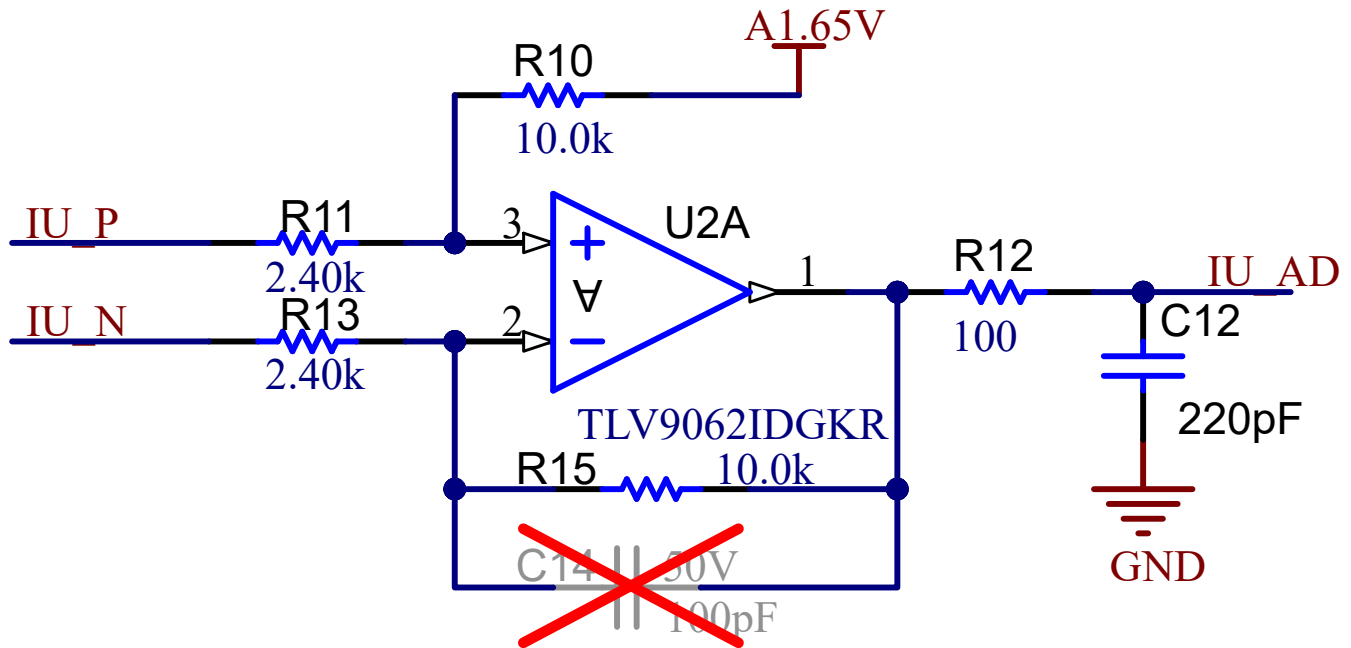 A1.65V
R10
10.0k
IU_P
R11
2.40k
3
+
A
U2A
1
R12
100
IU_AD
IU_N
R13
2.40k
2
−
C12
220pF
TLV9062IDGKR
R15
10.0k
C14
50V
100pF
GND